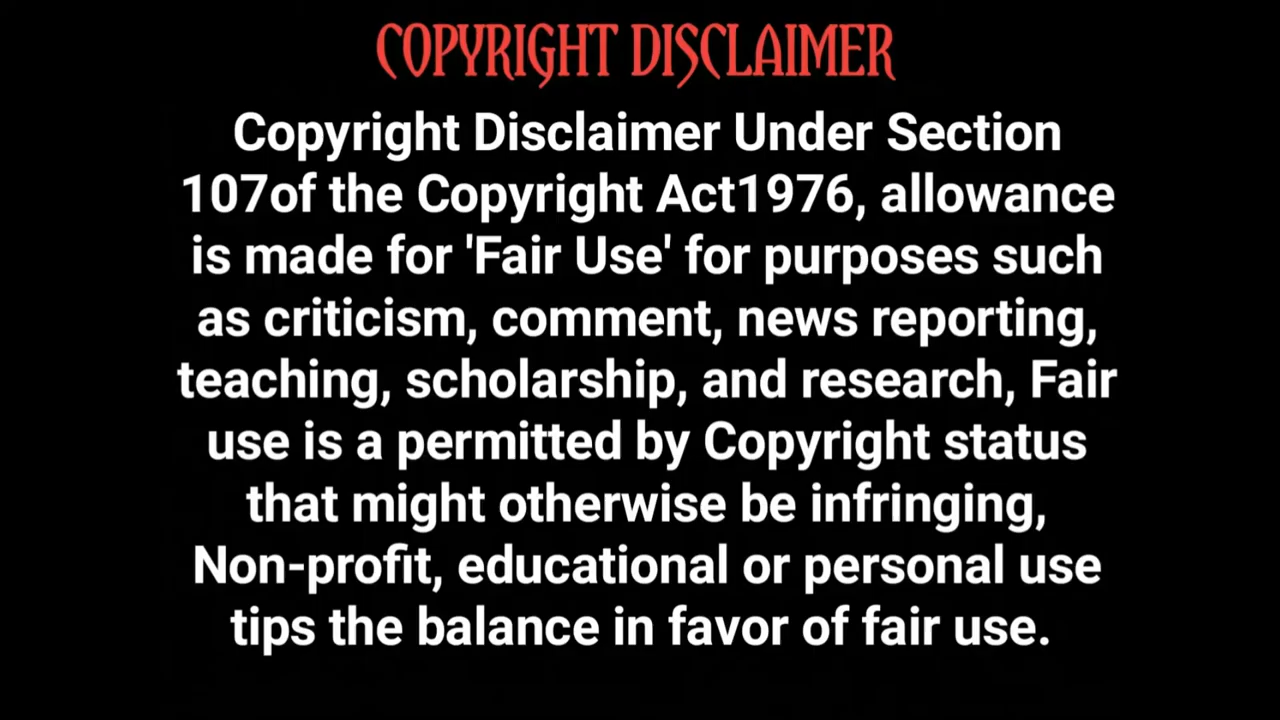 COPYRIGHT DISCLAIMER
Copyright Disclaimer Under Section
107of the Copyright Act1976, allowance
is made for 'Fair Use' for purposes such
as criticism, comment, news reporting,
teaching, scholarship, and research, Fair
use is a permitted by Copyright status
that might otherwise be infringing,
Non-profit, educational or personal use
tips the balance in favor of fair use.